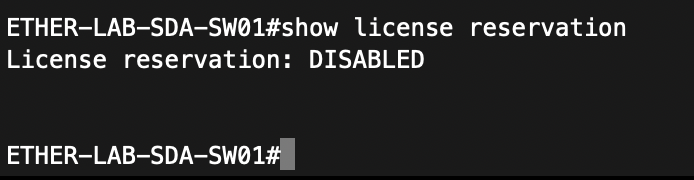 ETHER-LAB-SDA-SW01#show license reservation
License reservation: DISABLED
ETHER-LAB-SDA-SW01#